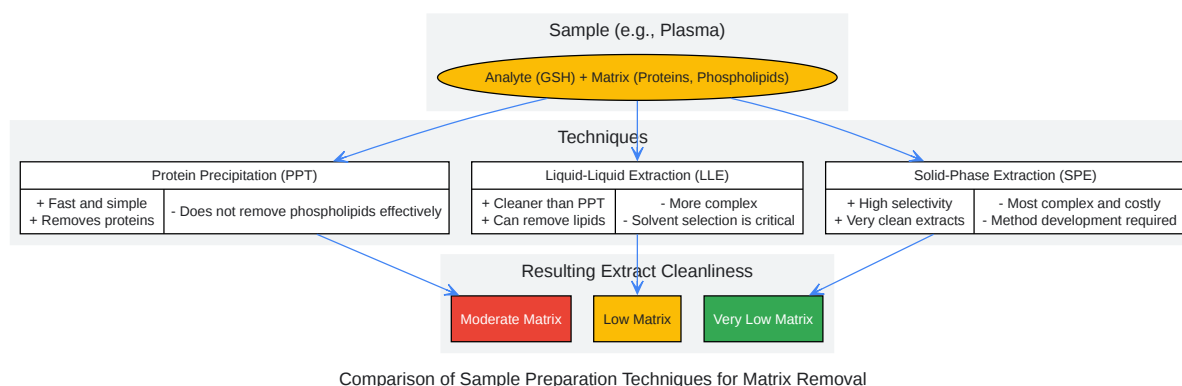 Sample (e.g., Plasma)
Analyte (GSH) + Matrix (Proteins, Phospholipids)
Techniques
Protein Precipitation (PPT)
+ Fast and simple
+ Removes proteins
- Does not remove phospholipids effectively
Liquid-Liquid Extraction (LLE)
+ Cleaner than PPT
+ Can remove lipids
- More complex
- Solvent selection is critical
Solid-Phase Extraction (SPE)
+ High selectivity
+ Very clean extracts
- Most complex and costly
- Method development required
Resulting Extract Cleanliness
Moderate Matrix
Low Matrix
Very Low Matrix
Comparison of Sample Preparation Techniques for Matrix Removal